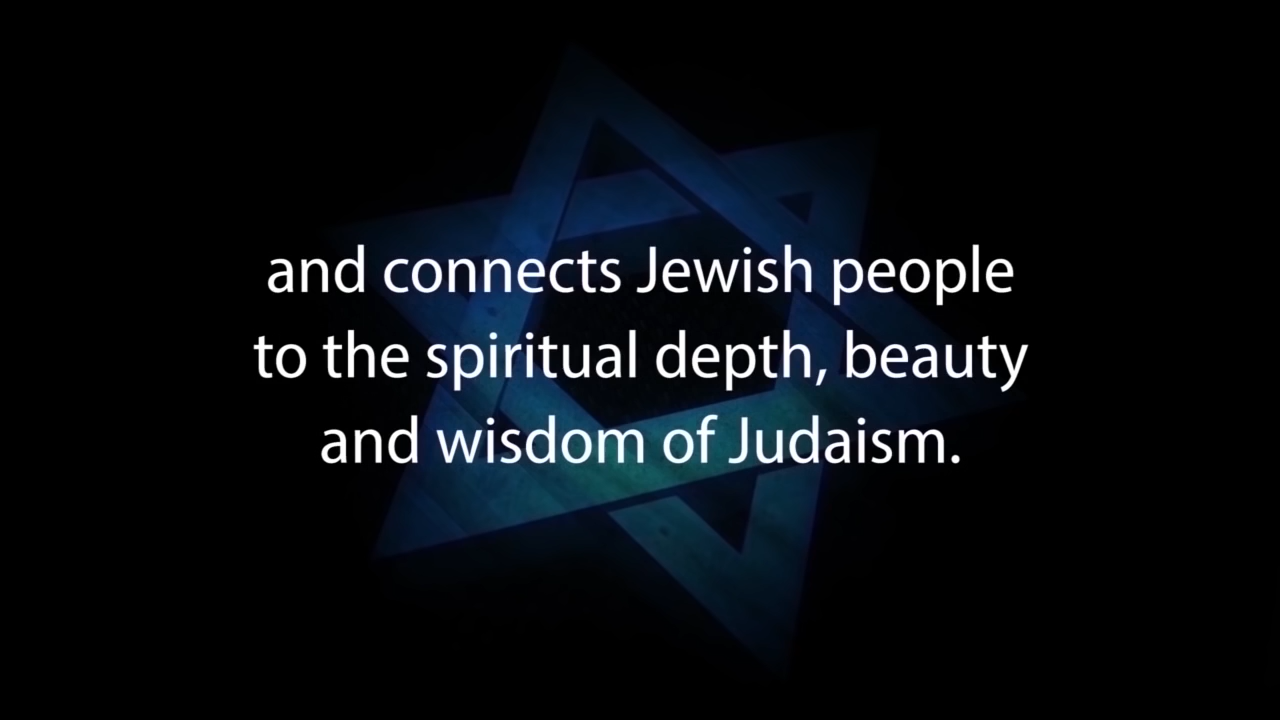 and connects Jewish people
to the spiritual depth, beauty
and wisdom of Judaism.